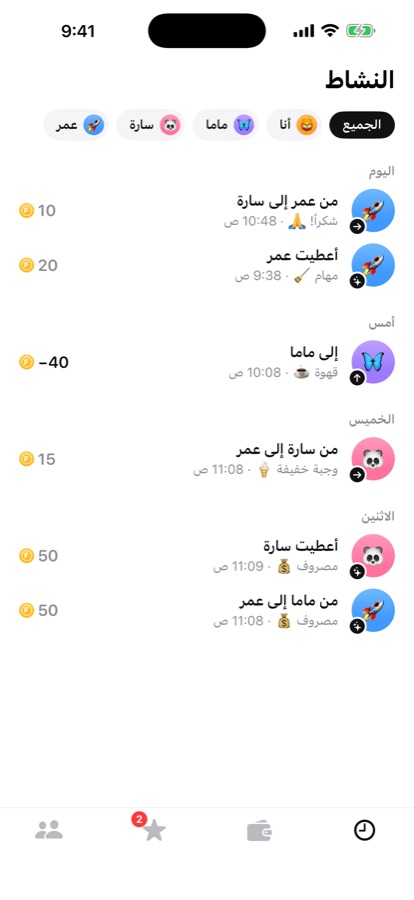 9:41
النشاط
الجميع
أنا
ماما
سارة
عمر
اليوم
من عمر إلى سارة
شكراً! 🙏 · 10:48 ص
10
أعطيت عمر
مهام 🧹 · 9:38 ص
20
أمس
إلى ماما
قهوة ☕ · 10:08 ص
−40
الخميس
من سارة إلى عمر
وجبة خفيفة 🍦 · 11:08 ص
15
الاثنين
أعطيت سارة
مصروف 💰 · 11:09 ص
50
من ماما إلى عمر
مصروف 💰 · 11:08 ص
50
2